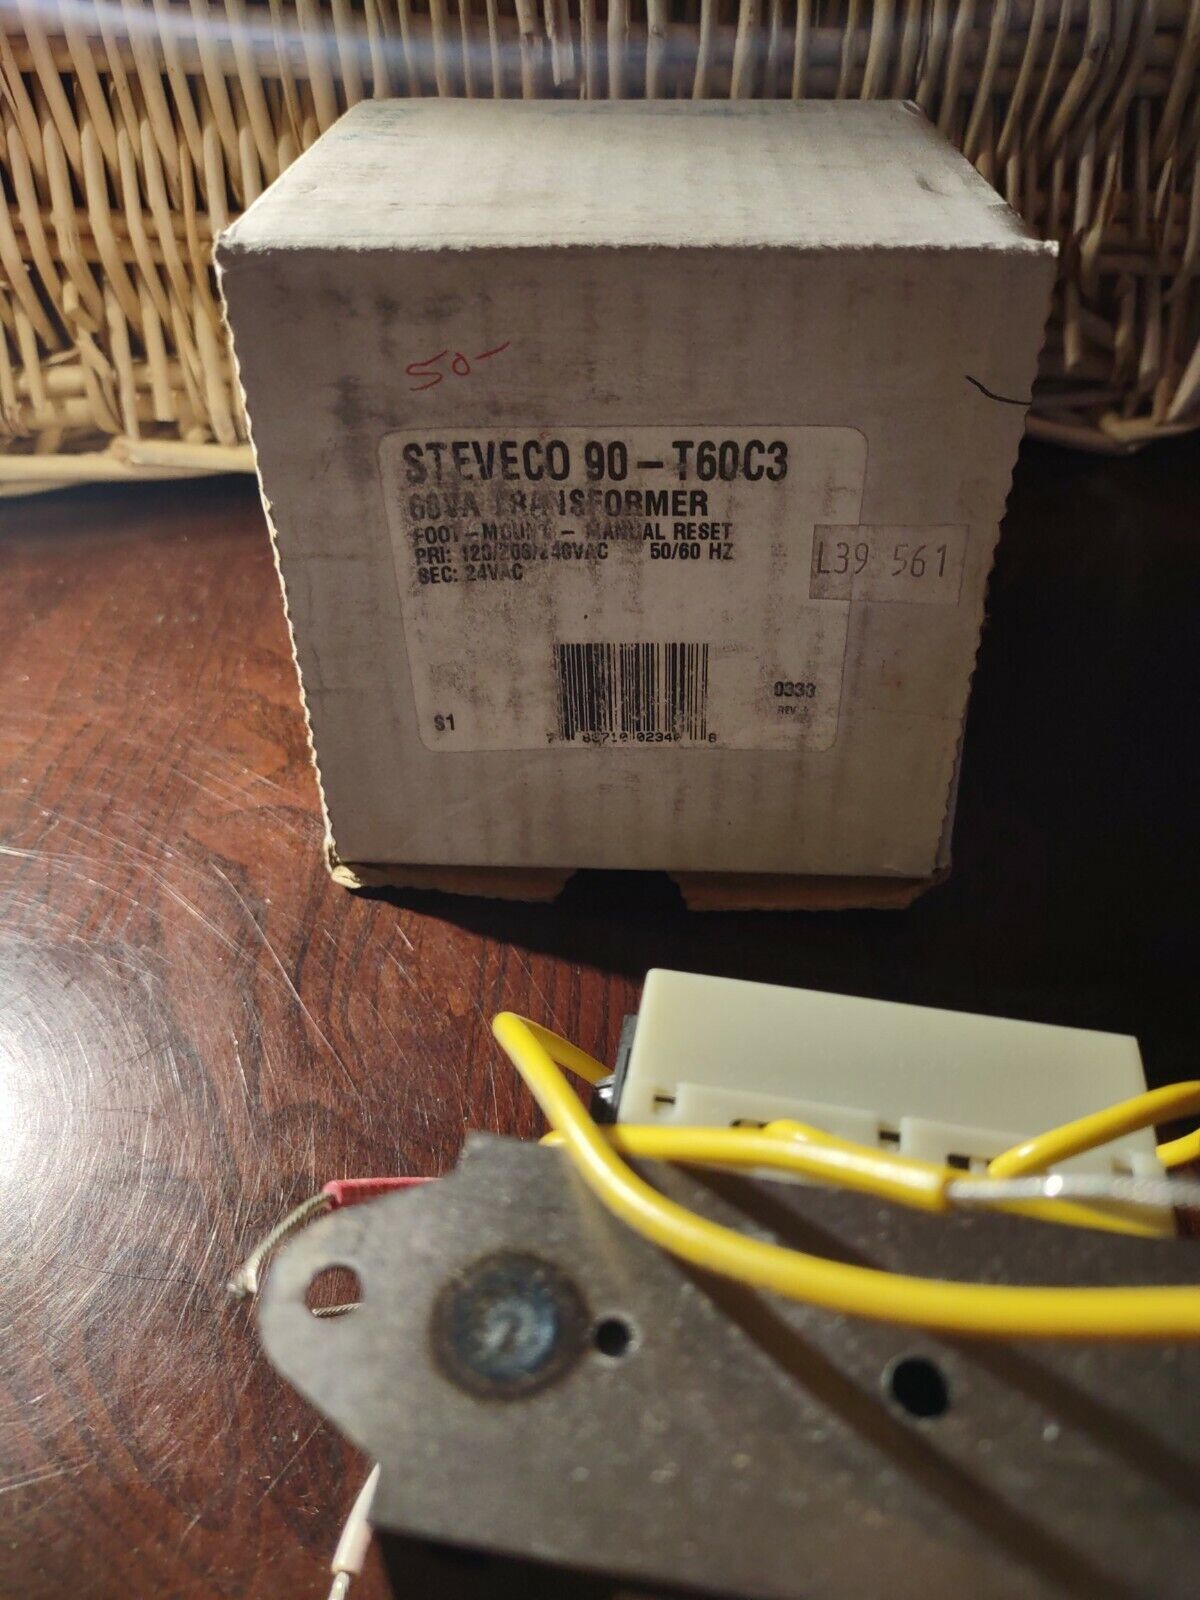 50-
STEVECO 90-T60C3
60VA TRANSFORMER
FOOT-MOUNT - MANUAL RESET
PRI: 120/208/240VAC 50/60 HZ
SEC: 24VAC
L39 561
0333
S1